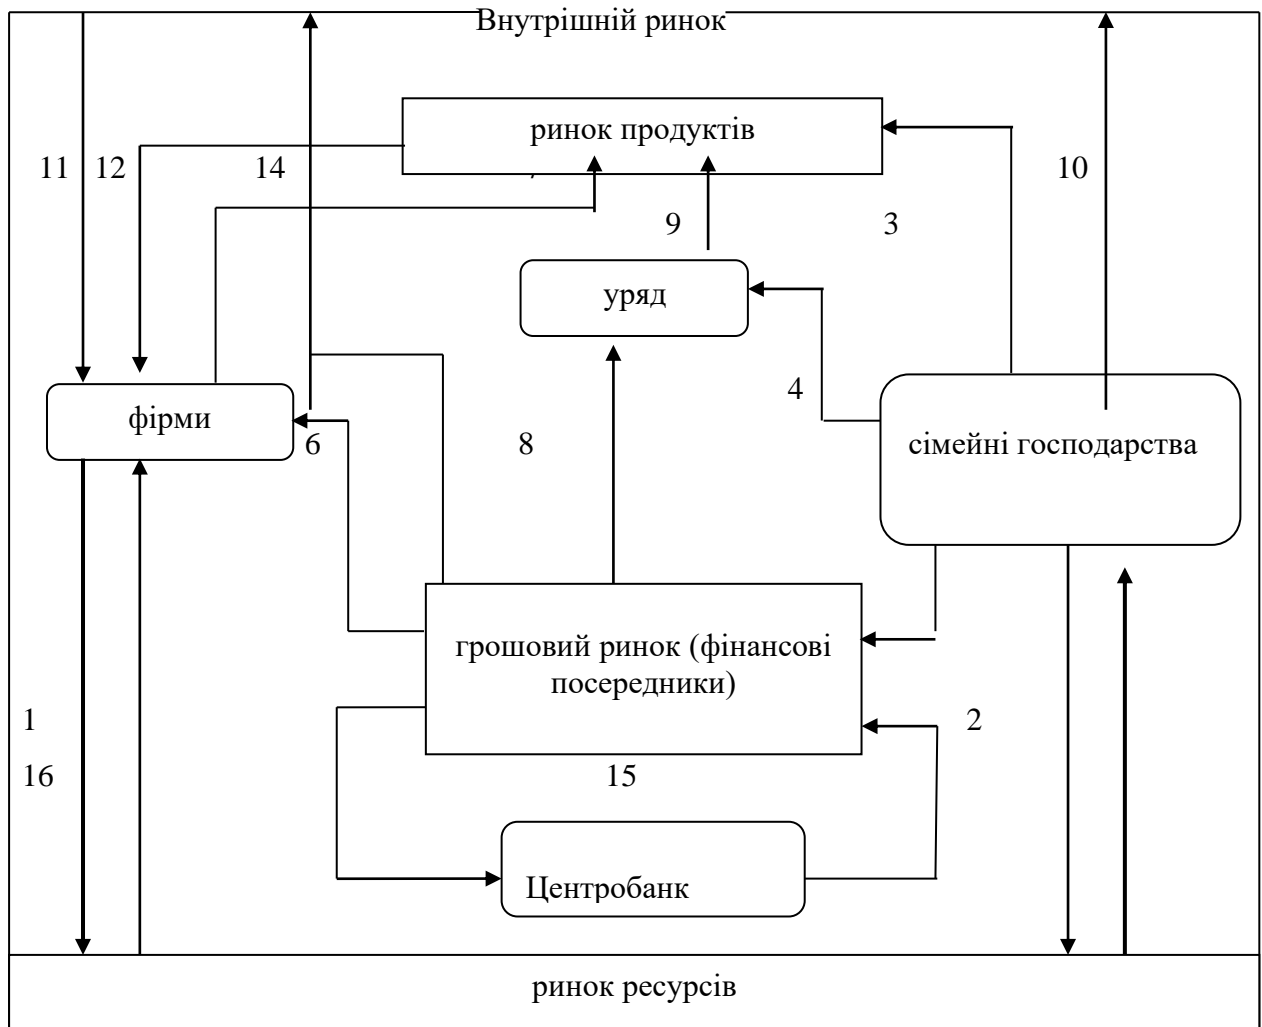 Внутрішній ринок
ринок продуктів
11
12
14
10
9
3
уряд
4
фірми
6
8
сімейні господарства
грошовий ринок (фінансові
посередники)
1
2
16
15
Центробанк
ринок ресурсів